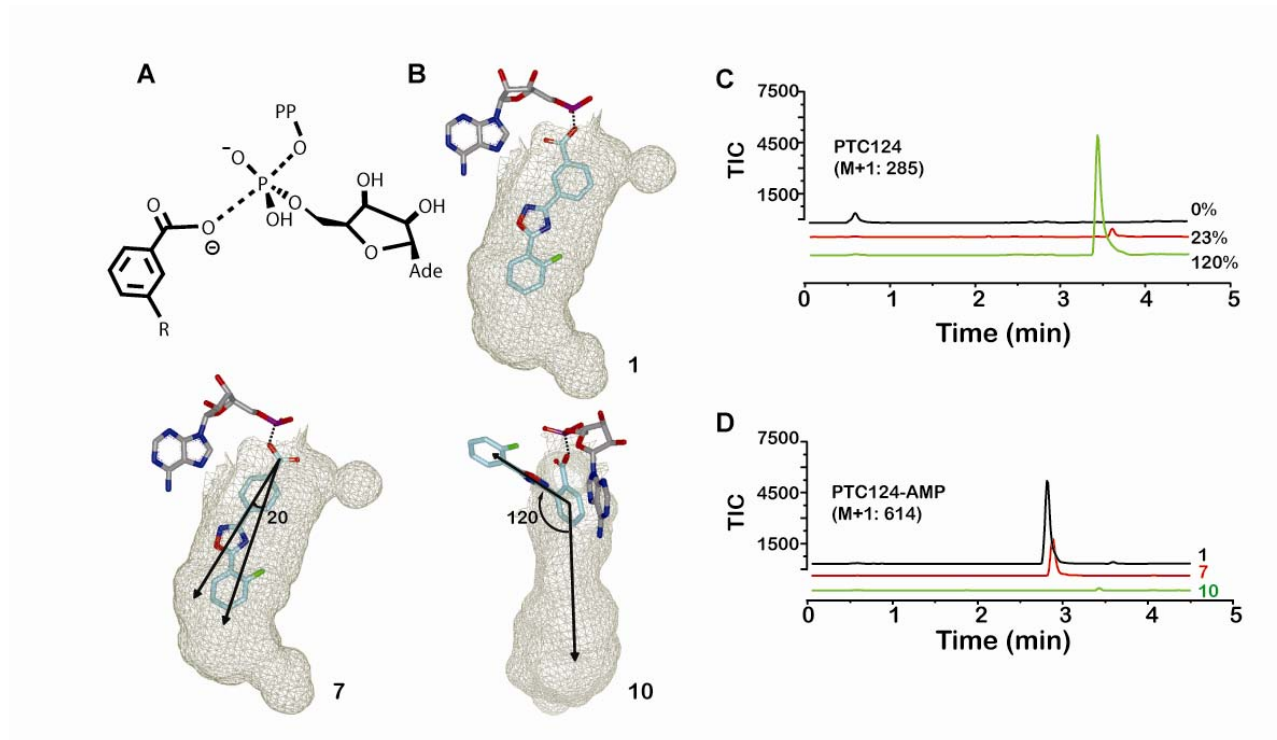 A
PP
O
-O
P
O
OH
OH
OH
O
O
⊖
O
Ade
R
B
1
20
7
120
10
C
7500
4500
1500
TIC
PTC124
(M+1: 285)
0%
23%
120%
0 1 2 3 4 5
Time (min)
D
7500
4500
1500
TIC
PTC124-AMP
(M+1: 614)
1
7
10
0 1 2 3 4 5
Time (min)